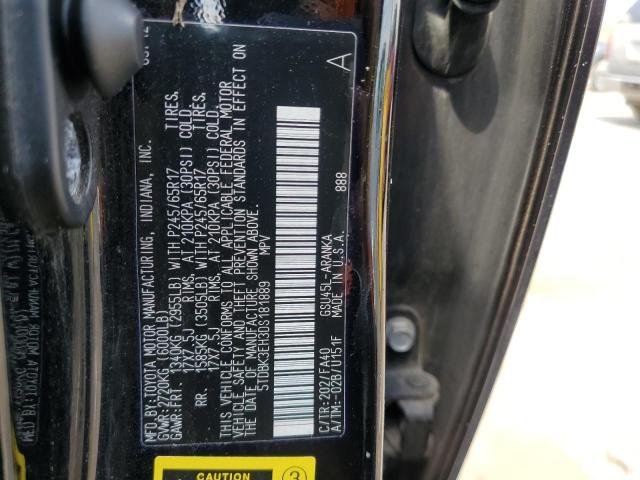 MFD.BY:TOYOTA MOTOR MANUFACTURING, INDIANA, INC.
GVWR:2720KG (6000LB)
GAWR:FRT. 1340KG (2955LB) WITH P245/65R17 TIRES,
17X7.5J RIMS, AT 210KPA (30PSI) COLD
RR. 1585KG (3505LB) WITH P245/65R17 TIRES,
17X7.5J RIMS, AT 210KPA (30PSI) COLD
THIS VEHICLE CONFORMS TO ALL APPLICABLE FEDERAL MOTOR
VEHICLE SAFETY AND THEFT PREVENTION STANDARDS IN EFFECT ON
THE DATE OF MANUFACTURE SHOWN ABOVE.
5TDBK3EH3DS181889 MPV
A
C/TR:202/FA40 GSU45L-ARANKA 888
A/TM:-02B/U151F MADE IN U.S.A.
CAUTION
3